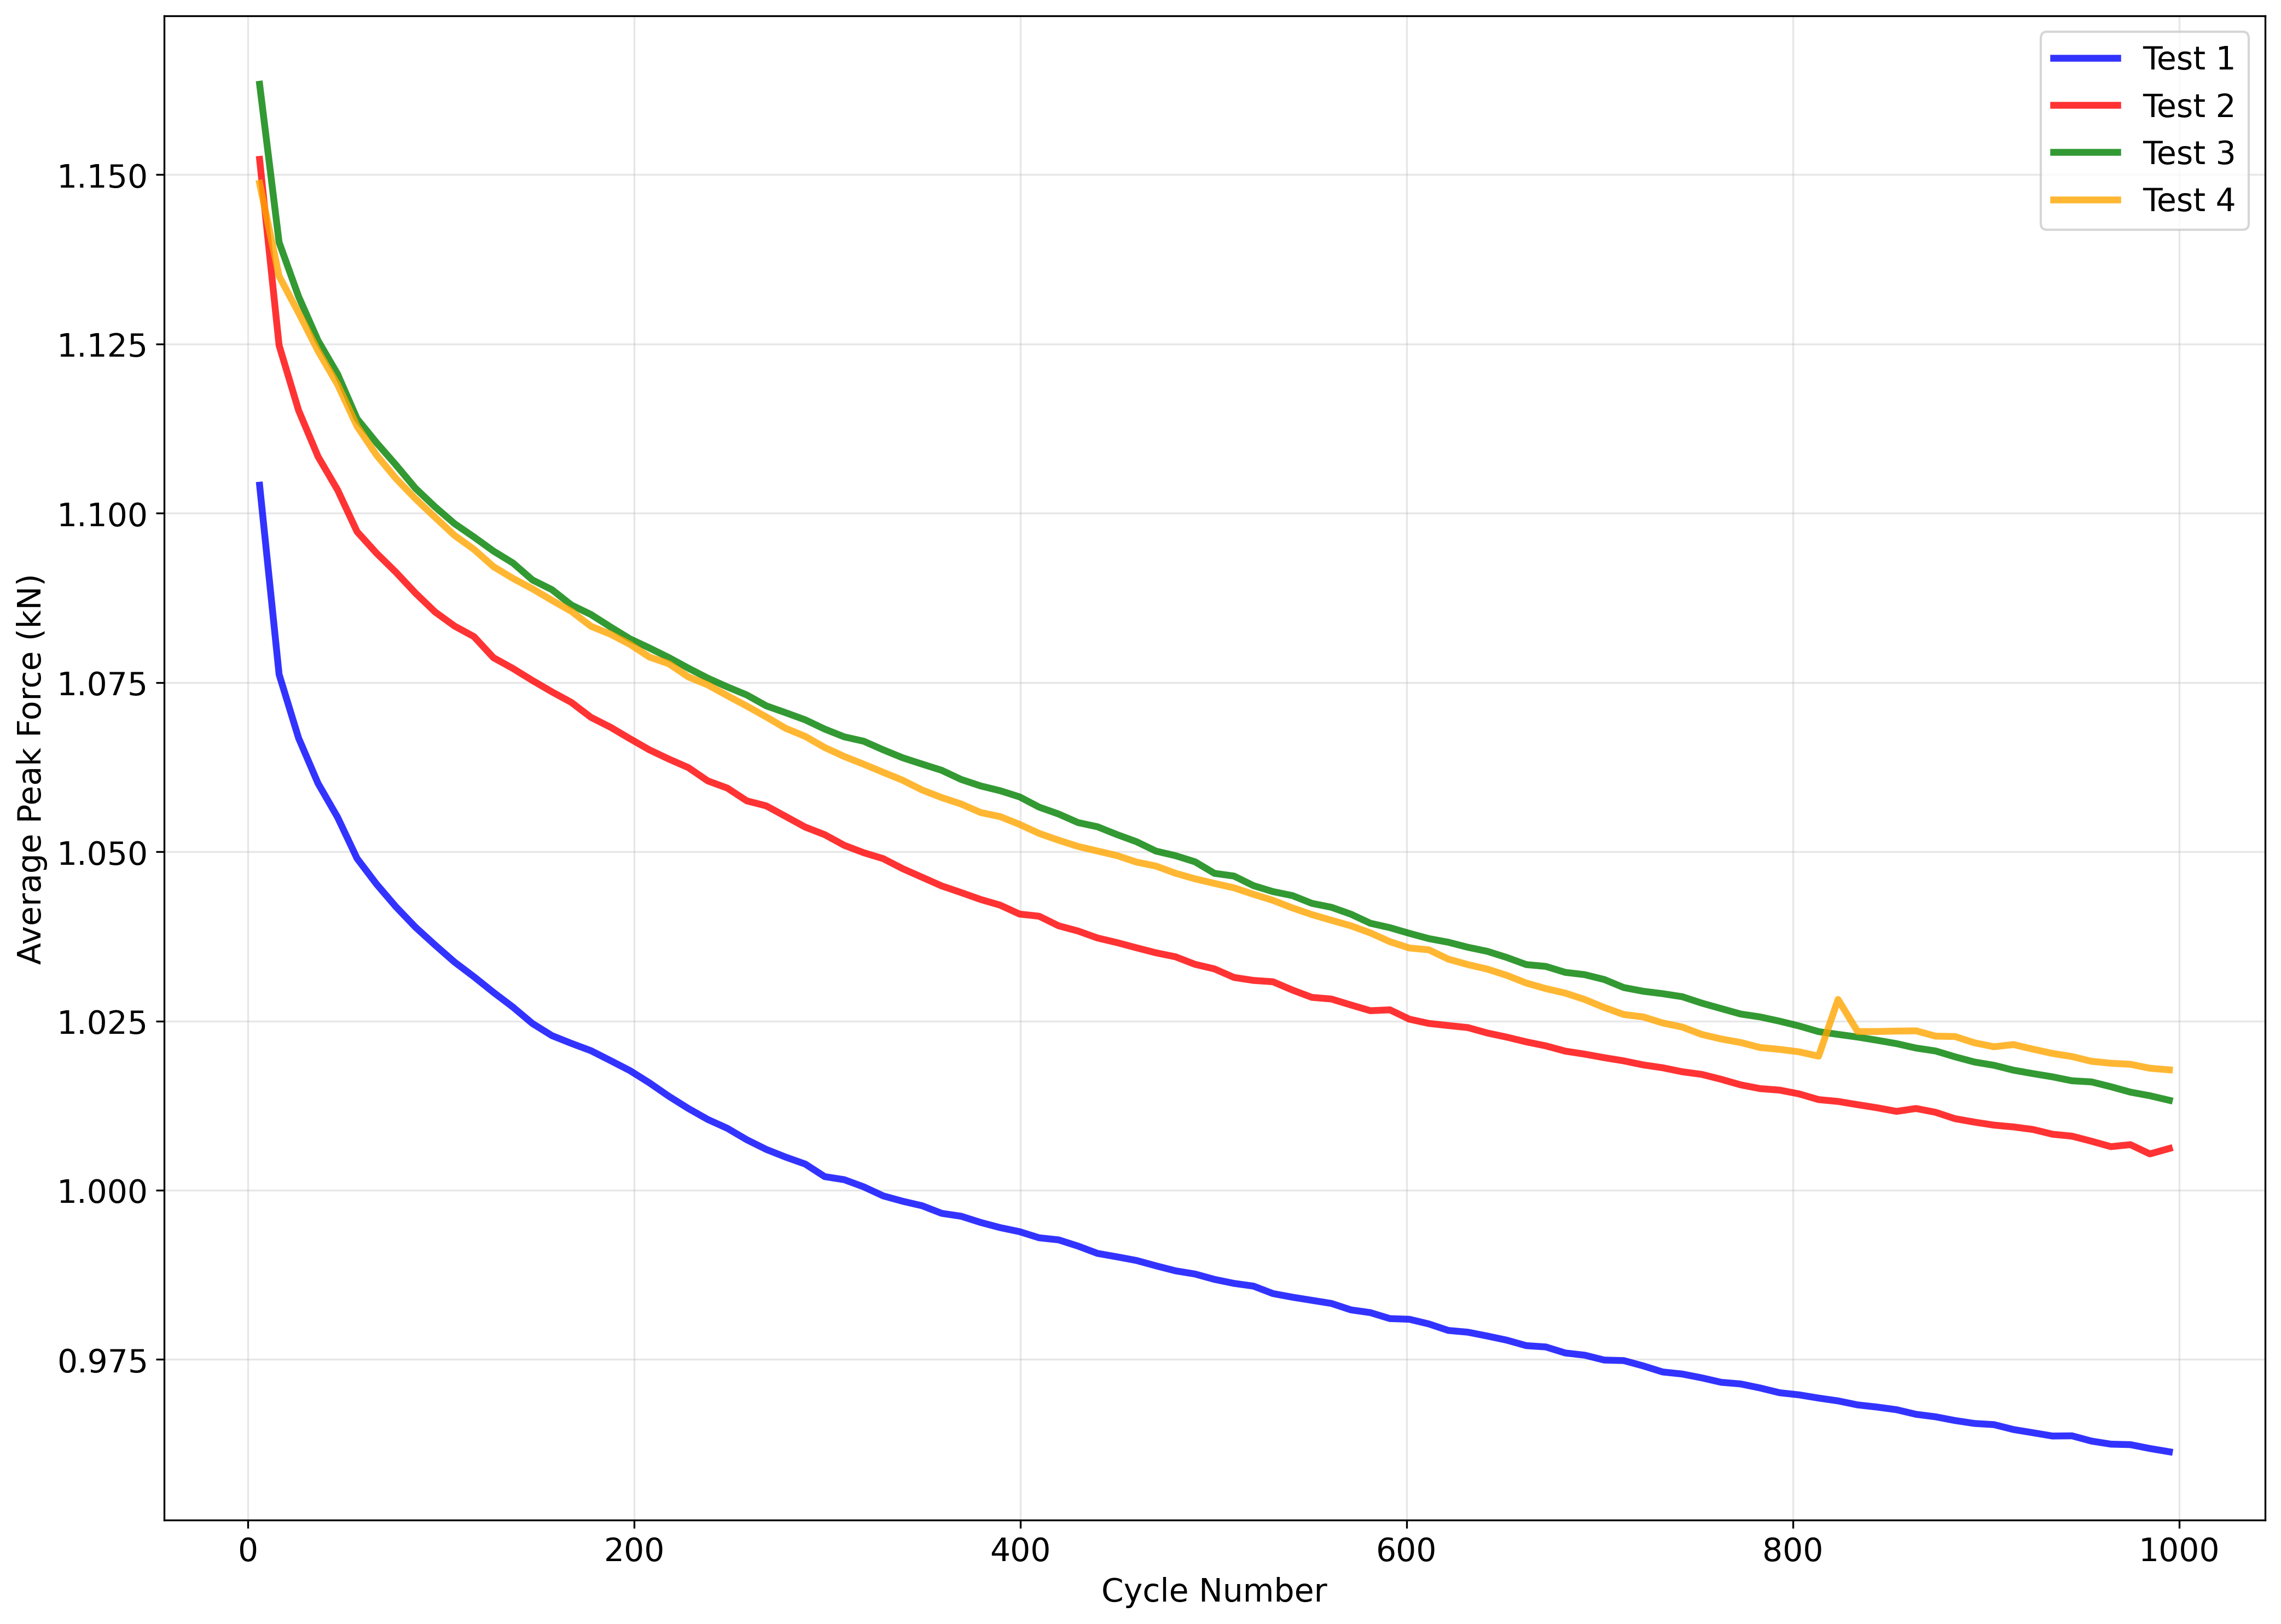 Test 1
Test 2
Test 3
Test 4
1.150
1.125
1.100
1.075
1.050
1.025
1.000
0.975
Average Peak Force (kN)
0 200 400 600 800 1000
Cycle Number